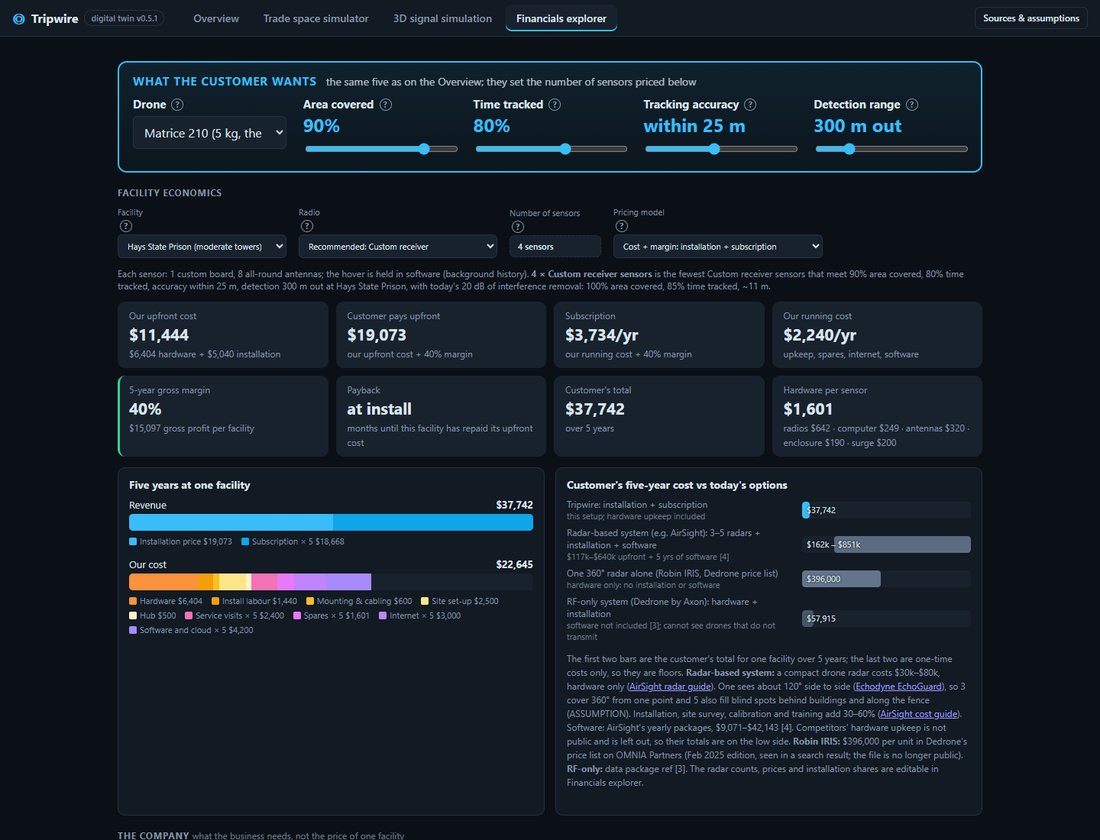 Tripwire digital twin v0.5.1 Overview Trade space simulator 3D signal simulation Financials explorer Sources & assumptions
WHAT THE CUSTOMER WANTS the same five as on the Overview; they set the number of sensors priced below
Drone ? Area covered ? Time tracked ? Tracking accuracy ? Detection range ?
Matrice 210 (5 kg, the 90% 80% within 25 m 300 m out
FACILITY ECONOMICS
Facility Radio Number of sensors Pricing model
? ? ? ?
Hays State Prison (moderate towers) Recommended: Custom receiver 4 sensors Cost + margin: installation + subscription
Each sensor: 1 custom board, 8 all-round antennas; the hover is held in software (background history). 4 × Custom receiver sensors is the fewest Custom receiver sensors that meet 90% area covered, 80% time
tracked, accuracy within 25 m, detection 300 m out at Hays State Prison, with today's 20 dB of interference removal: 100% area covered, 85% time tracked, ~11 m.
Our upfront cost
$11,444
$6,404 hardware + $5,040 installation
Customer pays upfront
$19,073
our upfront cost + 40% margin
Subscription
$3,734/yr
our running cost + 40% margin
Our running cost
$2,240/yr
upkeep, spares, internet, software
5-year gross margin
40%
$15,097 gross profit per facility
Payback
at install
months until this facility has repaid its upfront
cost
Customer's total
$37,742
over 5 years
Hardware per sensor
$1,601
radios $642 · computer $249 · antennas $320 ·
enclosure $190 · surge $200
Five years at one facility
Revenue $37,742
Installation price $19,073 Subscription × 5 $18,668
Our cost $22,645
Hardware $6,404 Install labour $1,440 Mounting & cabling $600 Site set-up $2,500
Hub $500 Service visits × 5 $2,400 Spares × 5 $1,601 Internet × 5 $3,000
Software and cloud × 5 $4,200
Customer's five-year cost vs today's options
Tripwire: installation + subscription
this setup; hardware upkeep included
$37,742
Radar-based system (e.g. AirSight): 3–5 radars +
installation + software
$117k–$640k upfront + 5 yrs of software [4]
$162k – $851k
One 360° radar alone (Robin IRIS, Dedrone price list)
hardware only: no installation or software
$396,000
RF-only system (Dedrone by Axon): hardware +
installation
software not included [3]; cannot see drones that do not
transmit
$57,915
The first two bars are the customer's total for one facility over 5 years; the last two are one-time
costs only, so they are floors. Radar-based system: a compact drone radar costs $30k–$80k,
hardware only (AirSight radar guide). One sees about 120° side to side (Echodyne EchoGuard), so 3
cover 360° from one point and 5 also fill blind spots behind buildings and along the fence
(ASSUMPTION). Installation, site survey, calibration and training add 30–60% (AirSight cost guide).
Software: AirSight's yearly packages, $9,071–$42,143 [4]. Competitors' hardware upkeep is not
public and is left out, so their totals are on the low side. Robin IRIS: $396,000 per unit in Dedrone's
price list on OMNIA Partners (Feb 2025 edition, seen in a search result; the file is no longer public).
RF-only: data package ref [3]. The radar counts, prices and installation shares are editable in
Financials explorer.
THE COMPANY what the business needs, not the price of one facility